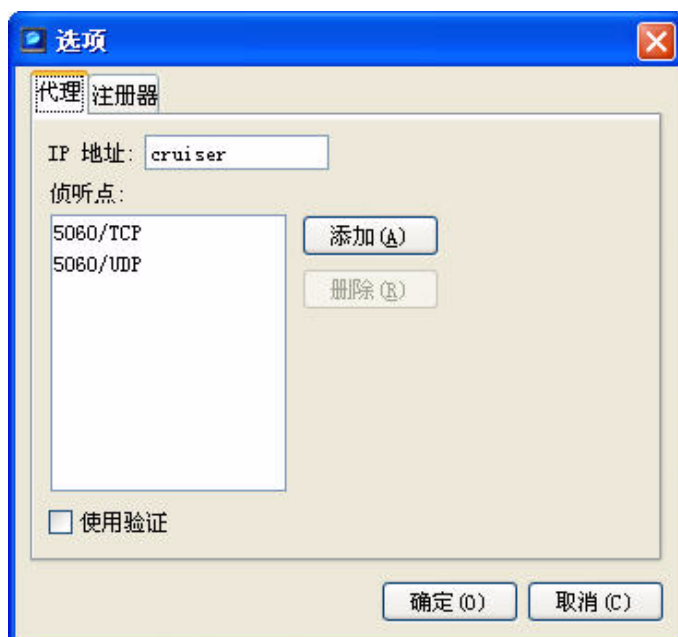 选项
代理 注册器
IP 地址: cruiser
侦听点:
5060/TCP
添加(A)
5060/UDP
删除(R)
使用验证
确定(O) 取消(C)